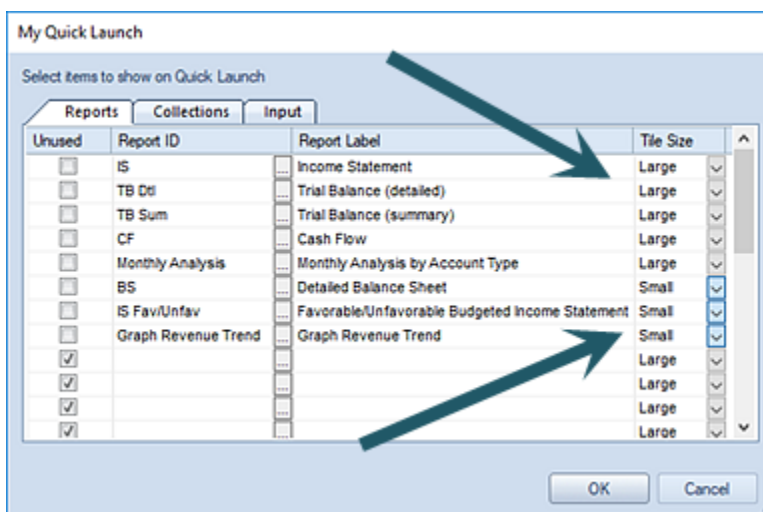 My Quick Launch
Select items to show on Quick Launch
Reports Collections Input
Unused Report ID Report Label Tile Size
IS ... Income Statement Large
TB Dtl ... Trial Balance (detailed) Large
TB Sum ... Trial Balance (summary) Large
CF ... Cash Flow Large
Monthly Analysis ... Monthly Analysis by Account Type Large
BS ... Detailed Balance Sheet Small
IS Fav/Unfav ... Favorable/Unfavorable Budgeted Income Statement Small
Graph Revenue Trend ... Graph Revenue Trend Small
... Large
... Large
... Large
... Large
OK Cancel